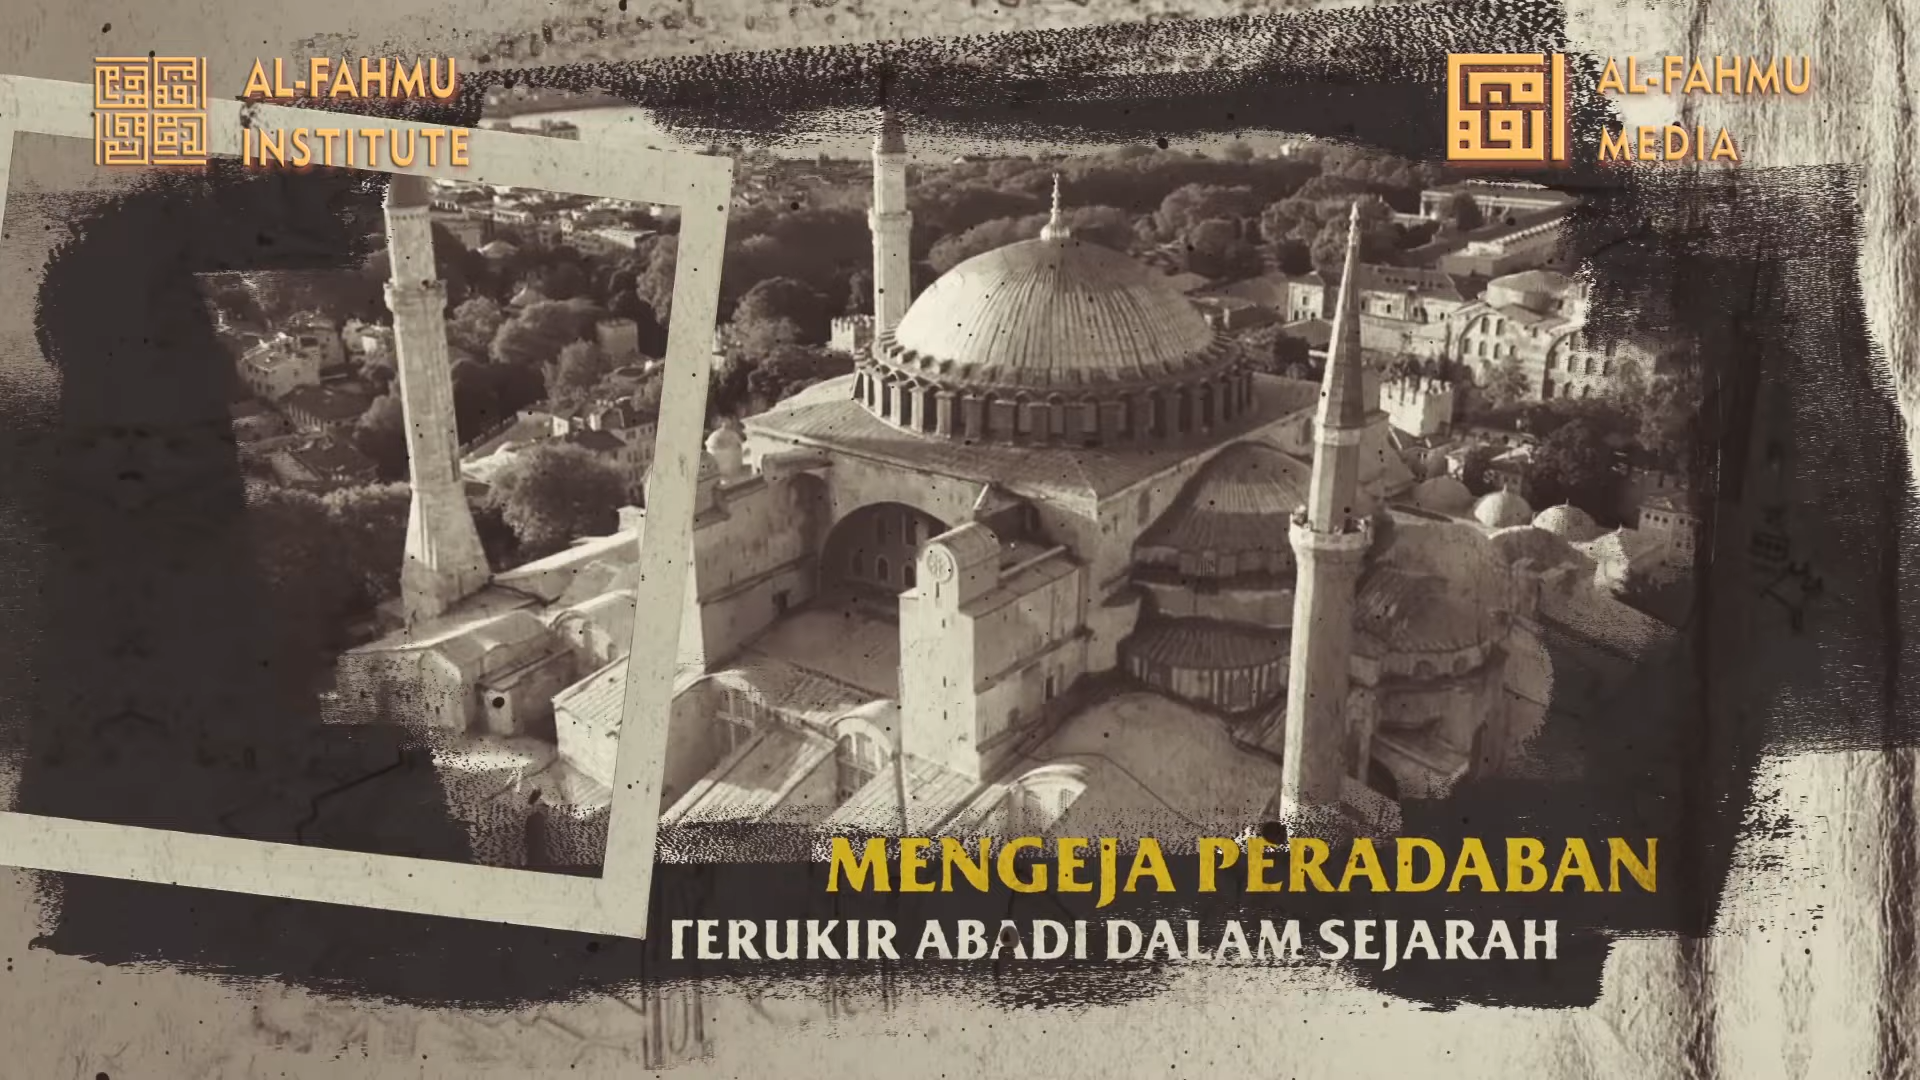 AL-FAHMU
INSTITUTE
AL-FAHMU
MEDIA
MENGEJA PERADABAN
TERUKIR ABADI DALAM SEJARAH